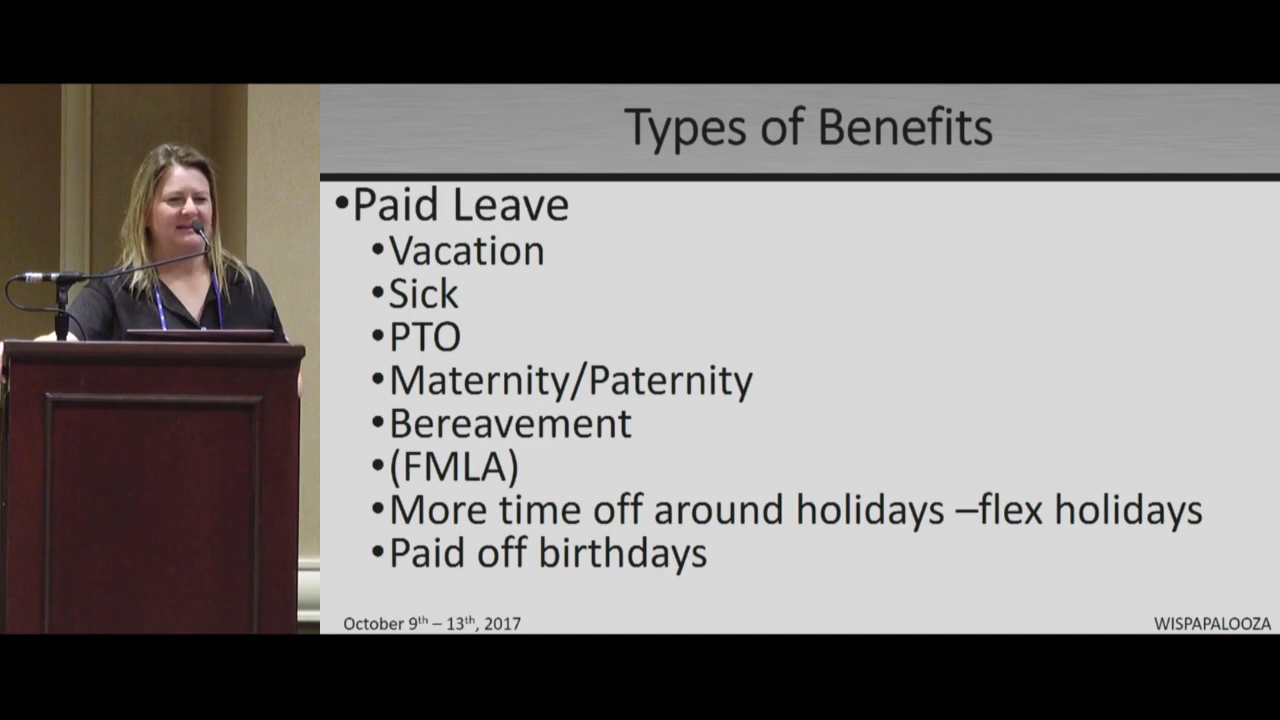 Types of Benefits
•Paid Leave
•Vacation
•Sick
•PTO
•Maternity/Paternity
•Bereavement
•(FMLA)
•More time off around holidays –flex holidays
•Paid off birthdays
October 9th – 13th, 2017
WISPAPALOOZA